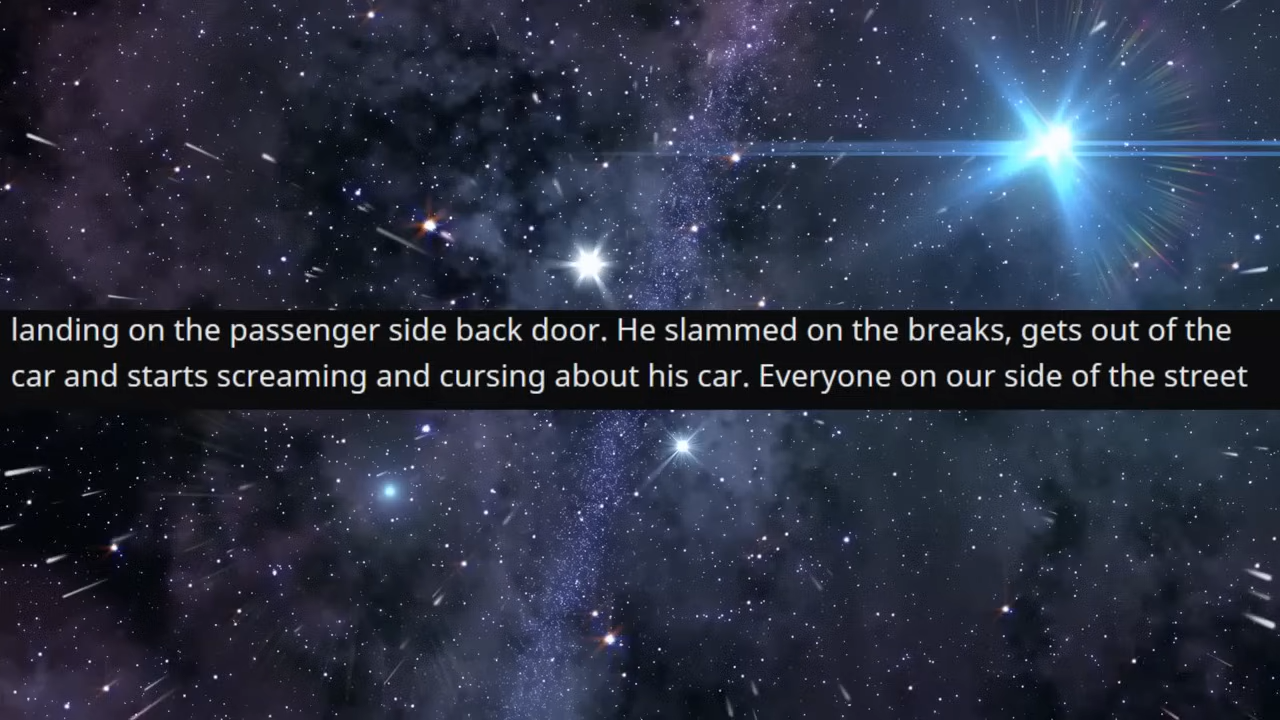 landing on the passenger side back door. He slammed on the breaks, gets out of the
car and starts screaming and cursing about his car. Everyone on our side of the street